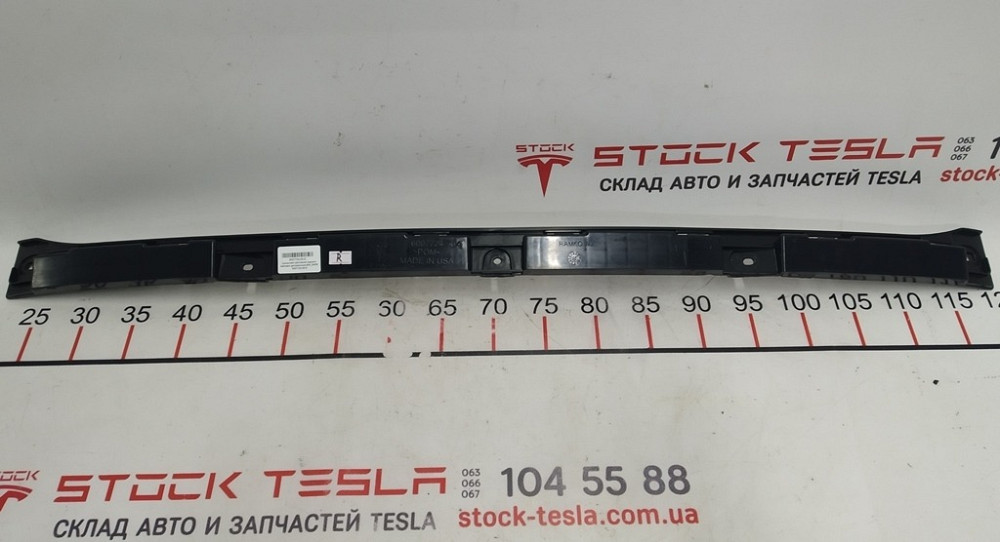 STOCK
STOCK TESLA
063
066
067
СКЛАД АВТО И ЗАПЧАСТЕЙ TESLA
R
MADE IN USA
25 30 35 40 45 50 55 60 65 70 75 80 85 90 95 100 105 110 115
STOCK TESLA
063
066
067
104 55 88
СКЛАД АВТО И ЗАПЧАСТЕЙ TESLA
stock-tesla.com.ua